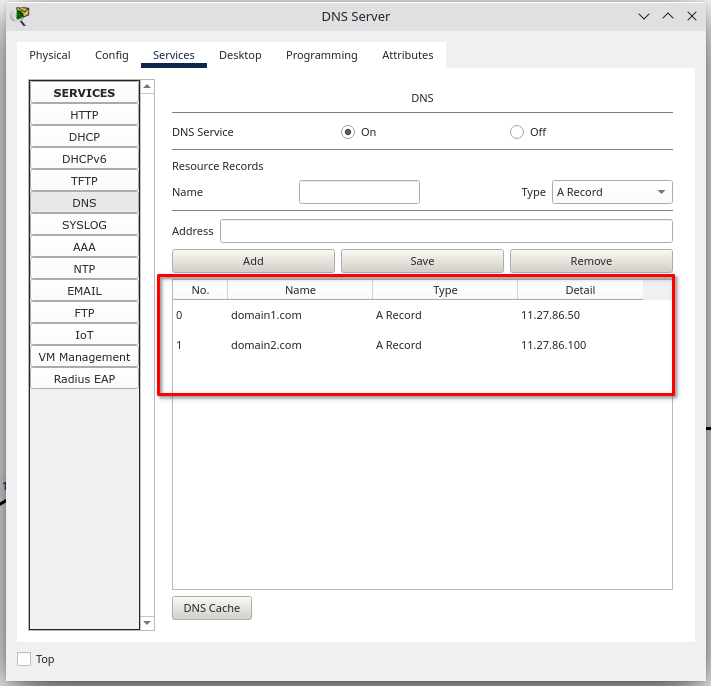 DNS Server
Physical Config Services Desktop Programming Attributes
SERVICES
HTTP
DHCP
DHCPv6
TFTP
DNS
SYSLOG
AAA
NTP
EMAIL
FTP
IoT
VM Management
Radius EAP
DNS
DNS Service On Off
Resource Records
Name Type A Record
Address
Add Save Remove
No. Name Type Detail
0 domain1.com A Record 11.27.86.50
1 domain2.com A Record 11.27.86.100
DNS Cache
Top
1